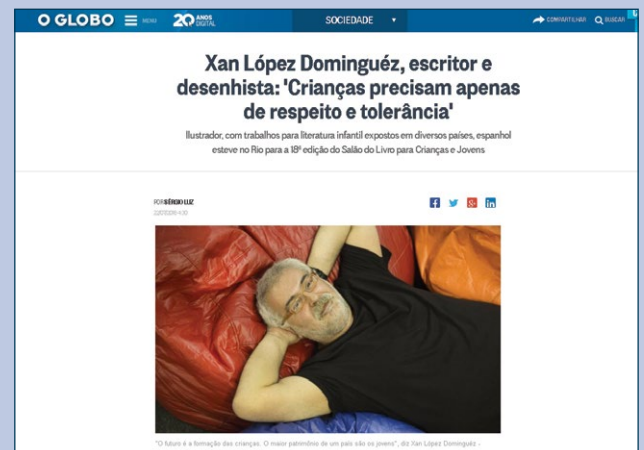 O GLOBO
MENU
20 ANOS
DIGITAL
SOCIEDADE
COMPARTILHAR
BUSCAR
Xan López Dominguéz, escritor e
desenhista: 'Crianças precisam apenas
de respeito e tolerância'
Ilustrador, com trabalhos para literatura infantil expostos em diversos países, espanhol
esteve no Rio para a 18ª edição do Salão do Livro para Crianças e Jovens
POR SÉRGIO LUZ
"O futuro é a formação das crianças. O maior patrimônio de um país são os jovens", diz Xan López Dominguéz -